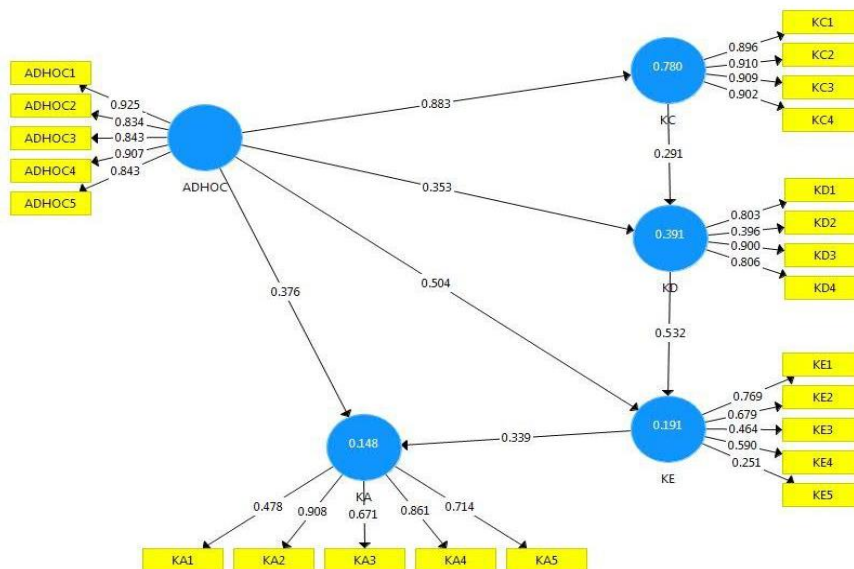 ADHOC1
ADHOC2
ADHOC3
ADHOC4
ADHOC5
0.925
0.834
0.843
0.907
0.843
ADHOC
0.883
0.353
0.504
0.376
0.780
KC
0.896
0.910
0.909
0.902
KC1
KC2
KC3
KC4
0.291
0.391
KD
0.803
0.396
0.900
0.806
KD1
KD2
KD3
KD4
0.532
0.191
KE
0.769
0.679
0.464
0.590
0.251
KE1
KE2
KE3
KE4
KE5
0.339
0.148
KA
0.478
0.908
0.671
0.861
0.714
KA1
KA2
KA3
KA4
KA5